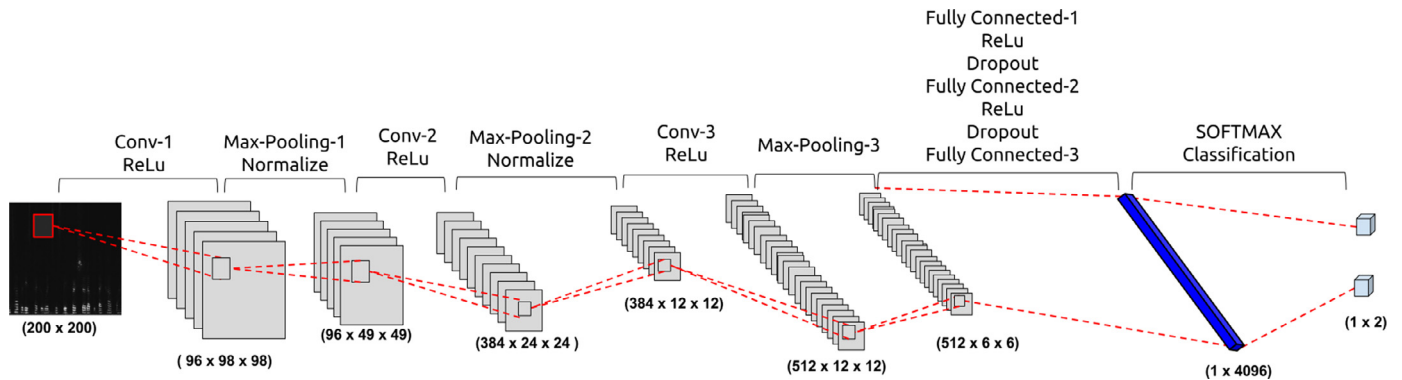 Fully Connected-1
ReLu
Dropout
Fully Connected-2
ReLu
Dropout
Fully Connected-3
Conv-1
ReLu
Max-Pooling-1
Normalize
Conv-2
ReLu
Max-Pooling-2
Normalize
Conv-3
ReLu
Max-Pooling-3
SOFTMAX
Classification
(200 x 200)
( 96 x 98 x 98)
(96 x 49 x 49)
(384 x 24 x 24 )
(384 x 12 x 12)
(512 x 12 x 12)
(512 x 6 x 6)
(1 x 4096)
(1 x 2)